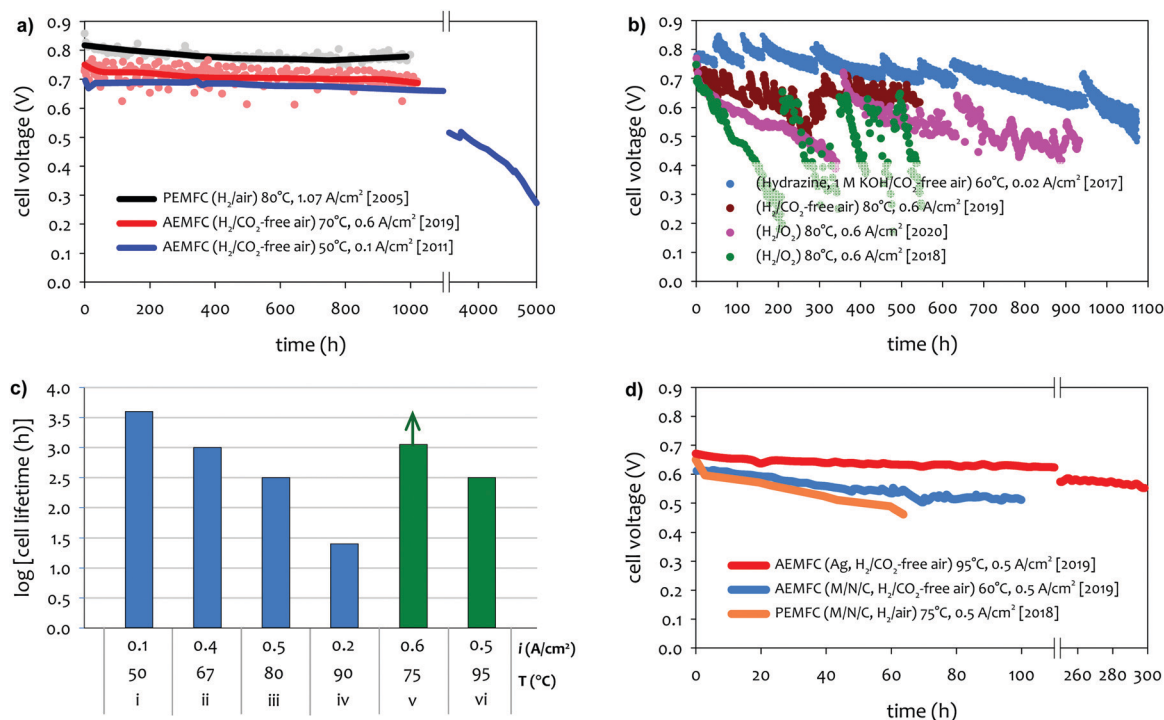 a)
cell voltage (V)
0.9
0.8
0.7
0.6
0.5
0.4
0.3
0.2
0.1
0.0
PEMFC (H₂/air) 80°C, 1.07 A/cm² [2005]
AEMFC (H₂/CO₂-free air) 70°C, 0.6 A/cm² [2019]
AEMFC (H₂/CO₂-free air) 50°C, 0.1 A/cm² [2011]
0 200 400 600 800 1000 4000 5000
time (h)
b)
cell voltage (V)
0.9
0.8
0.7
0.6
0.5
0.4
0.3
0.2
0.1
0.0
(Hydrazine, 1 M KOH/CO₂-free air) 60°C, 0.02 A/cm² [2017]
(H₂/CO₂-free air) 80°C, 0.6 A/cm² [2019]
(H₂/O₂) 80°C, 0.6 A/cm² [2020]
(H₂/O₂) 80°C, 0.6 A/cm² [2018]
0 100 200 300 400 500 600 700 800 900 1000 1100
time (h)
c)
log [cell lifetime (h)]
4.0
3.5
3.0
2.5
2.0
1.5
1.0
0.5
0.0
0.1 0.4 0.5 0.2 0.6 0.5 i (A/cm²)
50 67 80 90 75 95 T (°C)
i ii iii iv v vi
d)
cell voltage (V)
0.9
0.8
0.7
0.6
0.5
0.4
0.3
0.2
0.1
0.0
AEMFC (Ag, H₂/CO₂-free air) 95°C, 0.5 A/cm² [2019]
AEMFC (M/N/C, H₂/CO₂-free air) 60°C, 0.5 A/cm² [2019]
PEMFC (M/N/C, H₂/air) 75°C, 0.5 A/cm² [2018]
0 20 40 60 80 100 260 280 300
time (h)